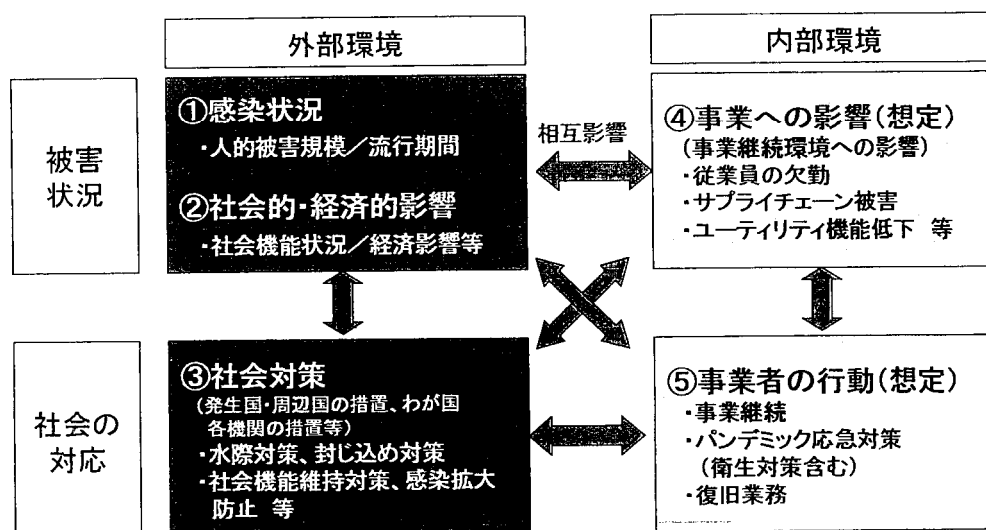 外部環境
内部環境
被害
状況
①感染状況
・人的被害規模／流行期間
②社会的・経済的影響
・社会機能状況／経済影響等
相互影響
④事業への影響(想定)
(事業継続環境への影響)
・従業員の欠勤
・サプライチェーン被害
・ユーティリティ機能低下 等
社会の
対応
③社会対策
(発生国・周辺国の措置、わが国
各機関の措置等)
・水際対策、封じ込め対策
・社会機能維持対策、感染拡大
防止 等
⑤事業者の行動(想定)
・事業継続
・パンデミック応急対策
(衛生対策含む)
・復旧業務